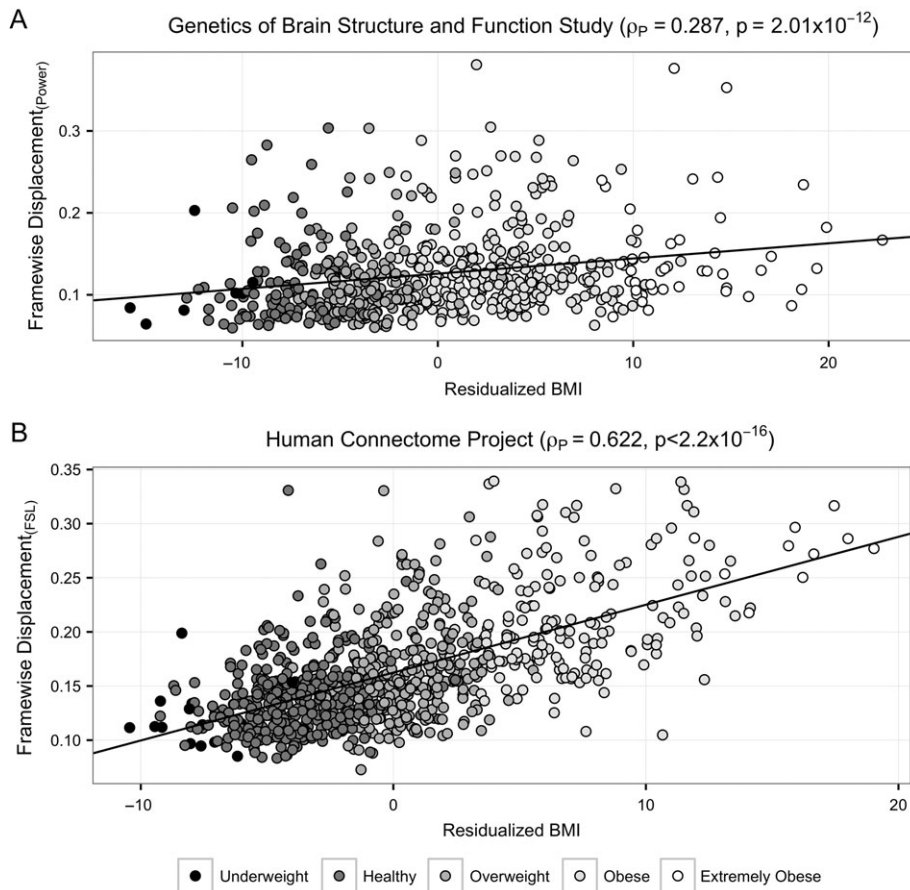 A
Genetics of Brain Structure and Function Study (ρP = 0.287, p = 2.01x10−12)
Framewise Displacement(Power)
0.3
0.2
0.1
−10 0 10 20
Residualized BMI
B
Human Connectome Project (ρP = 0.622, p<2.2x10−16)
Framewise Displacement(FSL)
0.35
0.30
0.25
0.20
0.15
0.10
−10 0 10 20
Residualized BMI
Underweight Healthy Overweight Obese Extremely Obese